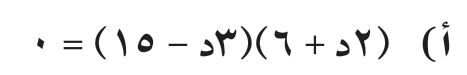 أ) (٢د + ٦)(٣د − ١٥) = ٠